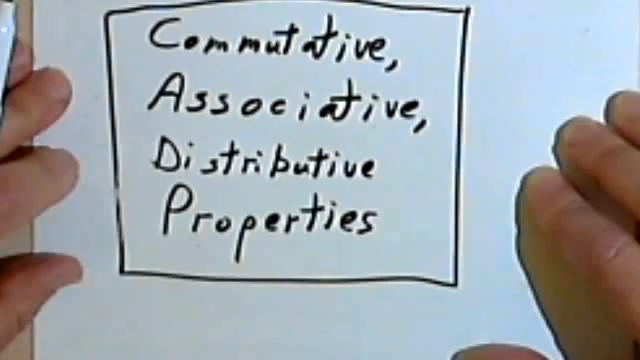 Commutative,
Associative,
Distributive
Properties